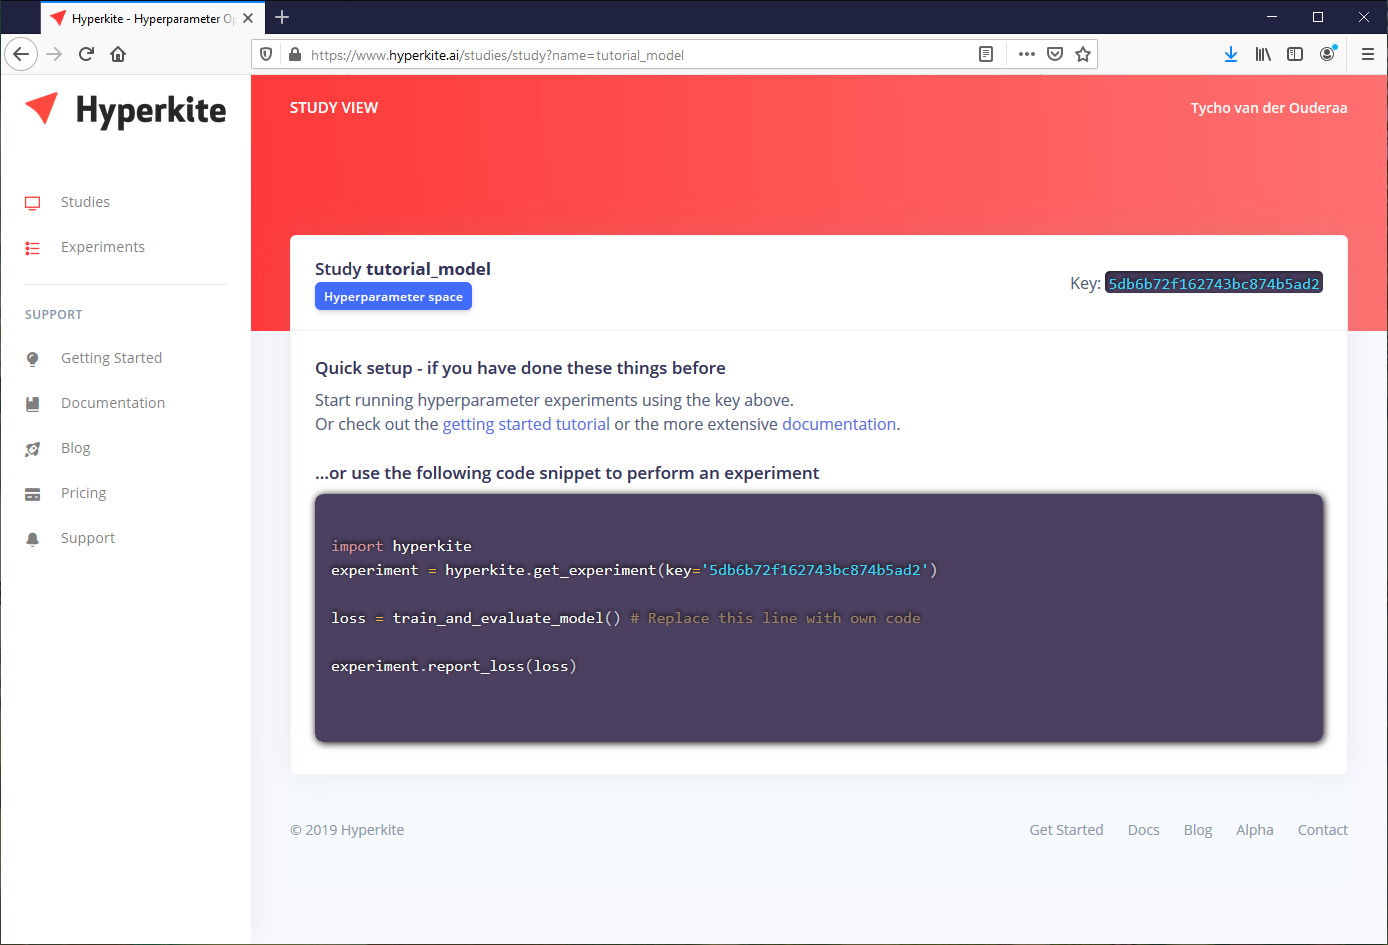 Hyperkite - Hyperparameter Op
https://www.hyperkite.ai/studies/study?name=tutorial_model
Hyperkite
STUDY VIEW
Tycho van der Ouderaa
Studies
Experiments
SUPPORT
Getting Started
Documentation
Blog
Pricing
Support
Study tutorial_model
Hyperparameter space
Key: 5db6b72f162743bc874b5ad2
Quick setup - if you have done these things before
Start running hyperparameter experiments using the key above.
Or check out the getting started tutorial or the more extensive documentation.
...or use the following code snippet to perform an experiment
import hyperkite
experiment = hyperkite.get_experiment(key='5db6b72f162743bc874b5ad2')
loss = train_and_evaluate_model() # Replace this line with own code
experiment.report_loss(loss)
© 2019 Hyperkite
Get Started Docs Blog Alpha Contact